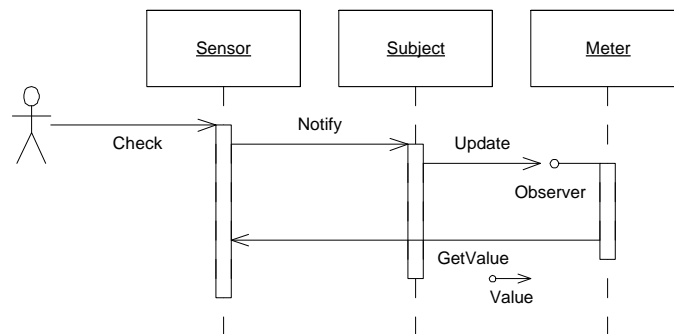 Sensor
Subject
Meter
Check
Notify
Update
Observer
GetValue
Value